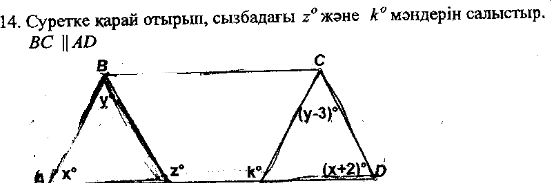 14. Суретке қарай отырып, сызбадағы z° және k° мәндерін салыстыр.
BC || AD
B
C
y°
(y-3)°
A
x°
z°
k°
(x+2)°
D